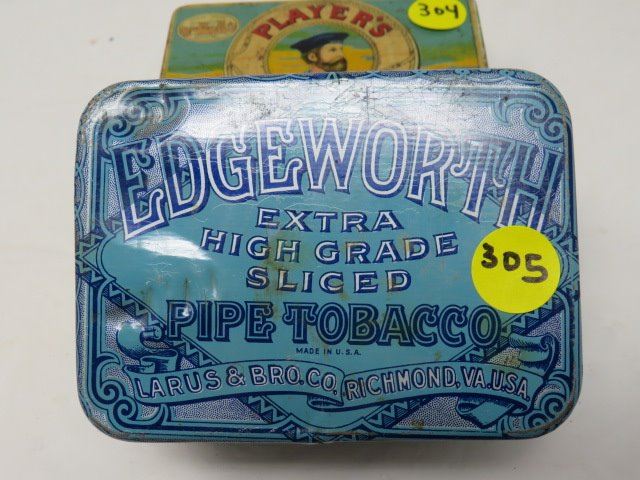 PLAYER'S
304
EDGEWORTH
EXTRA
HIGH GRADE
SLICED
305
PIPE TOBACCO
MADE IN U.S.A.
LARUS & BRO. CO, RICHMOND, VA. U.S.A.